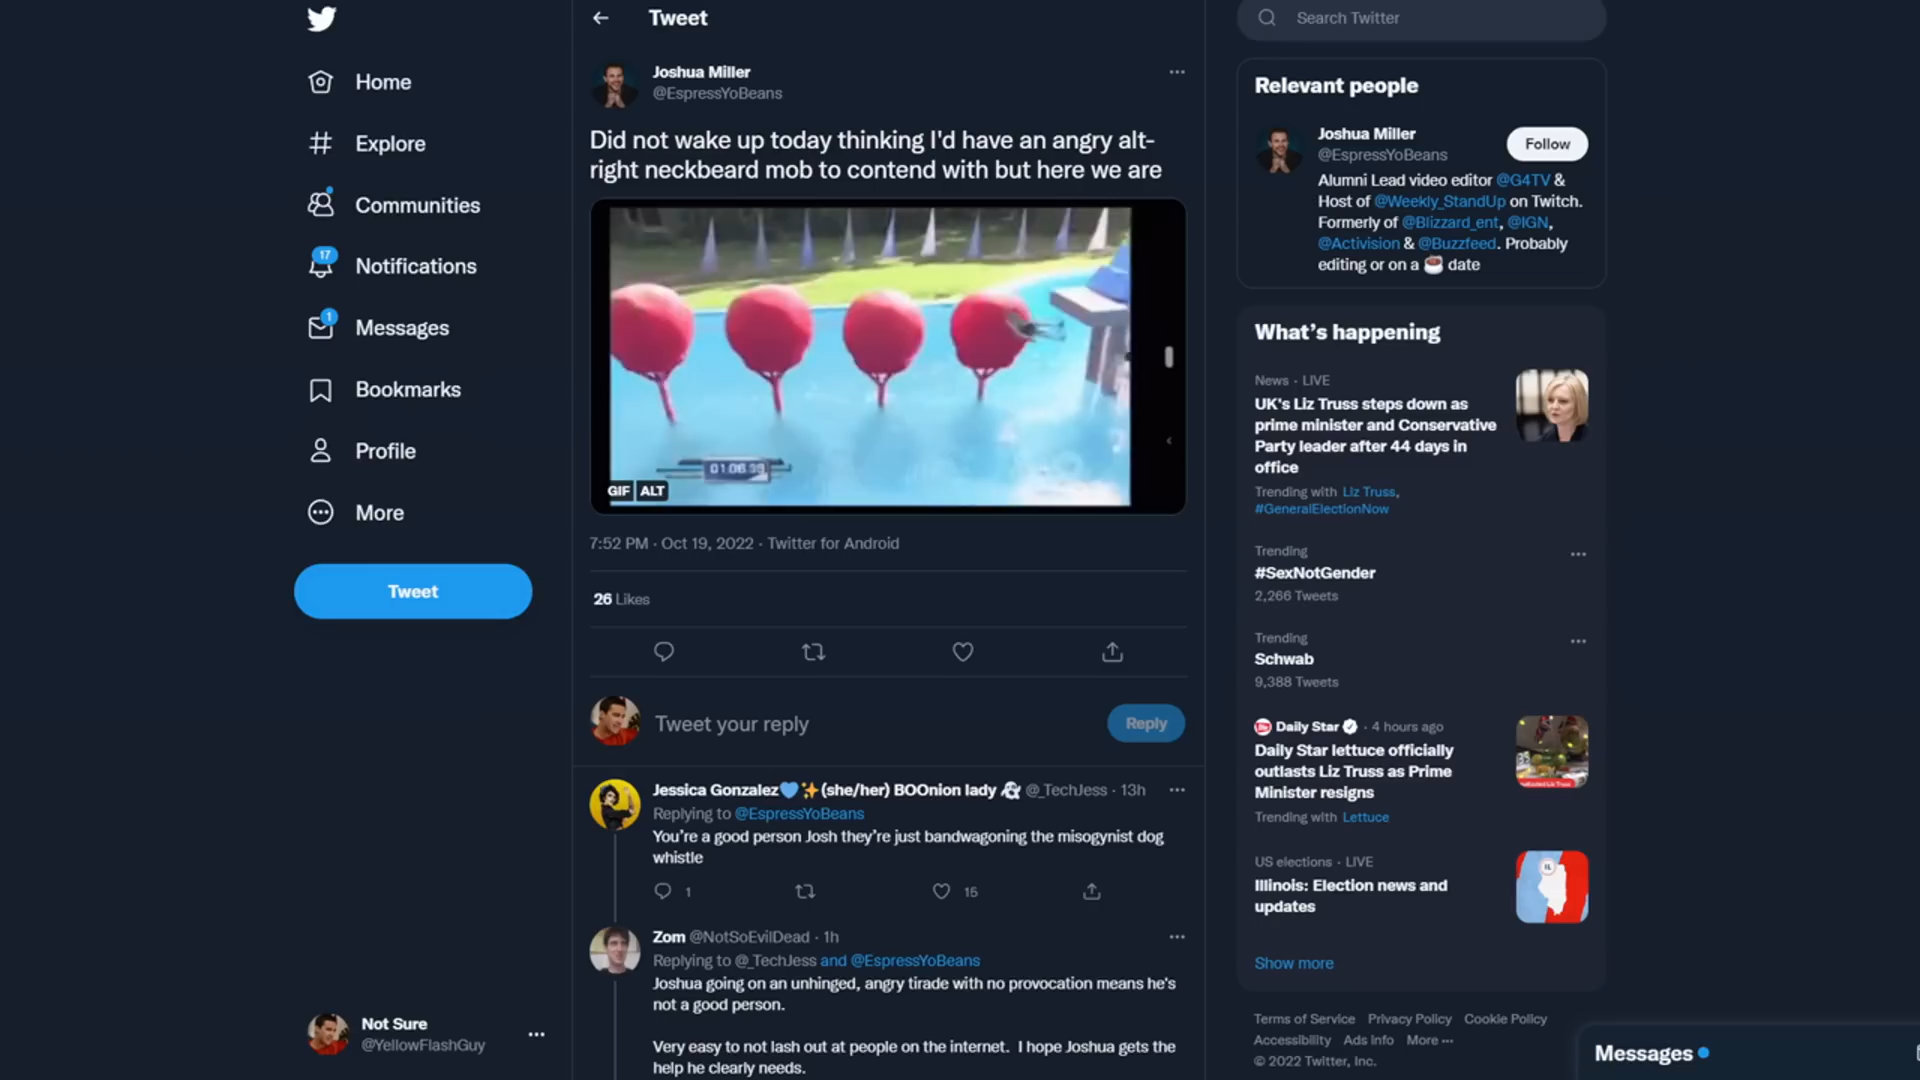 Home
Explore
Communities
17
Notifications
1
Messages
Bookmarks
Profile
More
Tweet
Not Sure
@YellowFlashGuy
Tweet
Joshua Miller
@EspressYoBeans
Did not wake up today thinking I'd have an angry alt-
right neckbeard mob to contend with but here we are
01:06.39
GIF ALT
7:52 PM · Oct 19, 2022 · Twitter for Android
26 Likes
Tweet your reply
Reply
Jessica Gonzalez💙✨(she/her) BOOnion lady 👻 @_TechJess · 13h
Replying to @EspressYoBeans
You're a good person Josh they're just bandwagoning the misogynist dog
whistle
1
15
Zom @NotSoEvilDead · 1h
Replying to @_TechJess and @EspressYoBeans
Joshua going on an unhinged, angry tirade with no provocation means he's
not a good person.
Very easy to not lash out at people on the internet. I hope Joshua gets the
help he clearly needs.
Search Twitter
Relevant people
Joshua Miller
@EspressYoBeans
Follow
Alumni Lead video editor @G4TV &
Host of @Weekly_StandUp on Twitch.
Formerly of @Blizzard_ent, @IGN,
@Activision & @Buzzfeed. Probably
editing or on a ☕ date
What's happening
News · LIVE
UK's Liz Truss steps down as
prime minister and Conservative
Party leader after 44 days in
office
Trending with Liz Truss,
#GeneralElectionNow
Trending
#SexNotGender
2,266 Tweets
Trending
Schwab
9,388 Tweets
Daily Star · 4 hours ago
Daily Star lettuce officially
outlasts Liz Truss as Prime
Minister resigns
Trending with Lettuce
US elections · LIVE
Illinois: Election news and
updates
Show more
Terms of Service Privacy Policy Cookie Policy
Accessibility Ads info More ···
© 2022 Twitter, Inc.
Messages